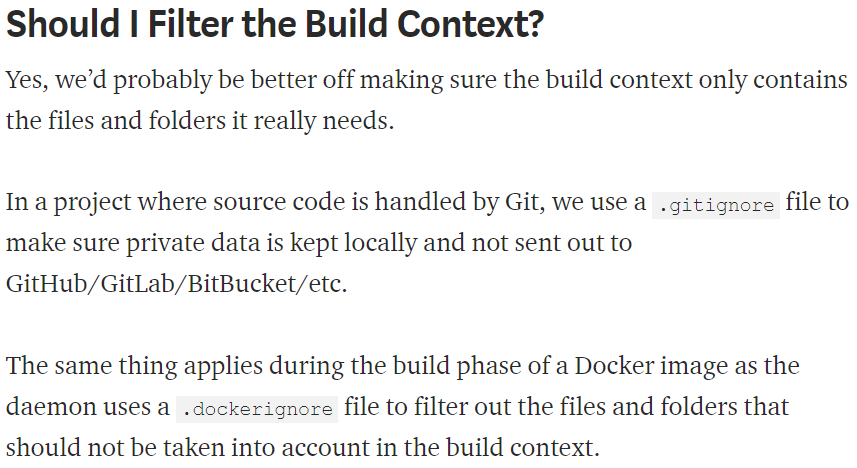 Should I Filter the Build Context?
Yes, we’d probably be better off making sure the build context only contains
the files and folders it really needs.
In a project where source code is handled by Git, we use a .gitignore file to
make sure private data is kept locally and not sent out to
GitHub/GitLab/BitBucket/etc.
The same thing applies during the build phase of a Docker image as the
daemon uses a .dockerignore file to filter out the files and folders that
should not be taken into account in the build context.